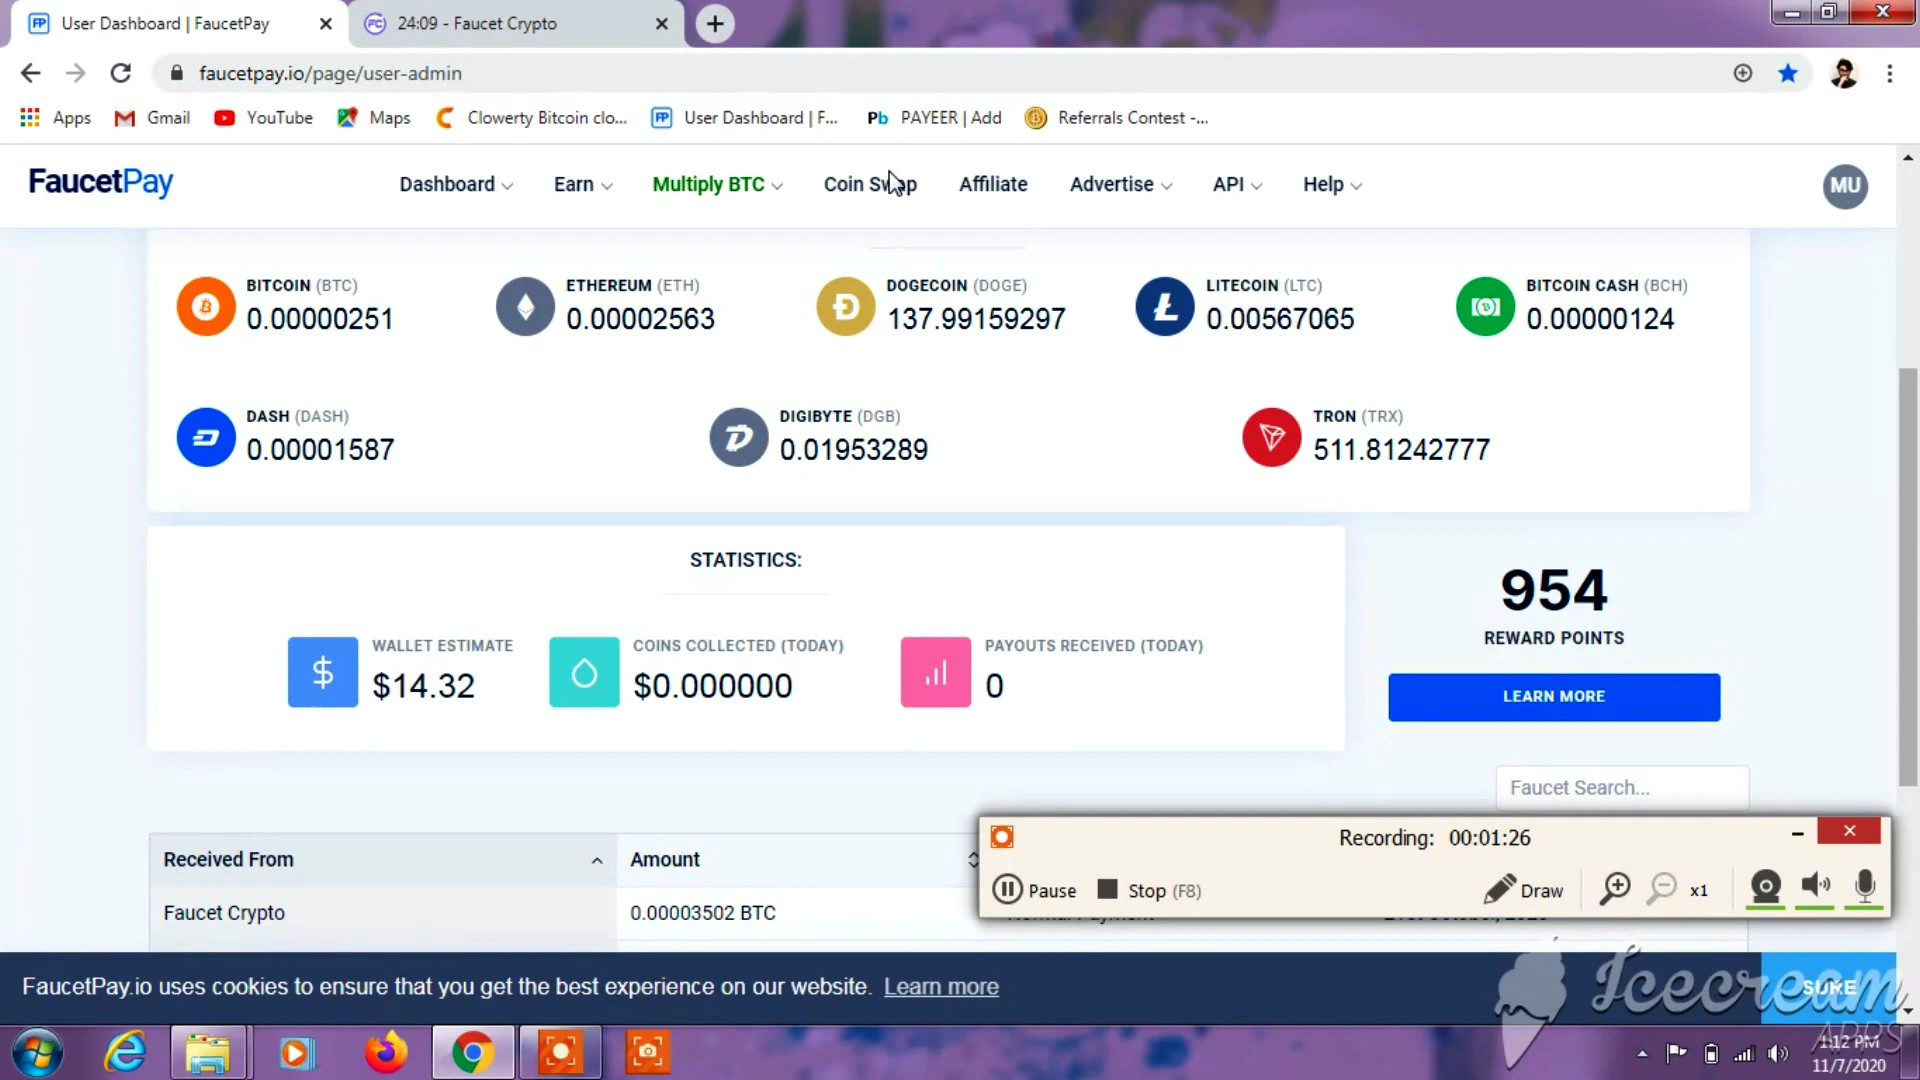 User Dashboard | FaucetPay
24:09 - Faucet Crypto
faucetpay.io/page/user-admin
Apps Gmail YouTube Maps Clowerty Bitcoin clo... User Dashboard | F... PAYEER | Add Referrals Contest -...
FaucetPay Dashboard Earn Multiply BTC Coin Swap Affiliate Advertise API Help MU
BITCOIN (BTC)
0.00000251
ETHEREUM (ETH)
0.00002563
DOGECOIN (DOGE)
137.99159297
LITECOIN (LTC)
0.00567065
BITCOIN CASH (BCH)
0.00000124
DASH (DASH)
0.00001587
DIGIBYTE (DGB)
0.01953289
TRON (TRX)
511.81242777
STATISTICS:
WALLET ESTIMATE
$14.32
COINS COLLECTED (TODAY)
$0.000000
PAYOUTS RECEIVED (TODAY)
0
954
REWARD POINTS
LEARN MORE
Faucet Search...
Received From Amount
Faucet Crypto 0.00003502 BTC
Recording: 00:01:26
Pause Stop (F8) Draw x1
FaucetPay.io uses cookies to ensure that you get the best experience on our website. Learn more
SURE
Icecream
APPS
1:12 PM
11/7/2020